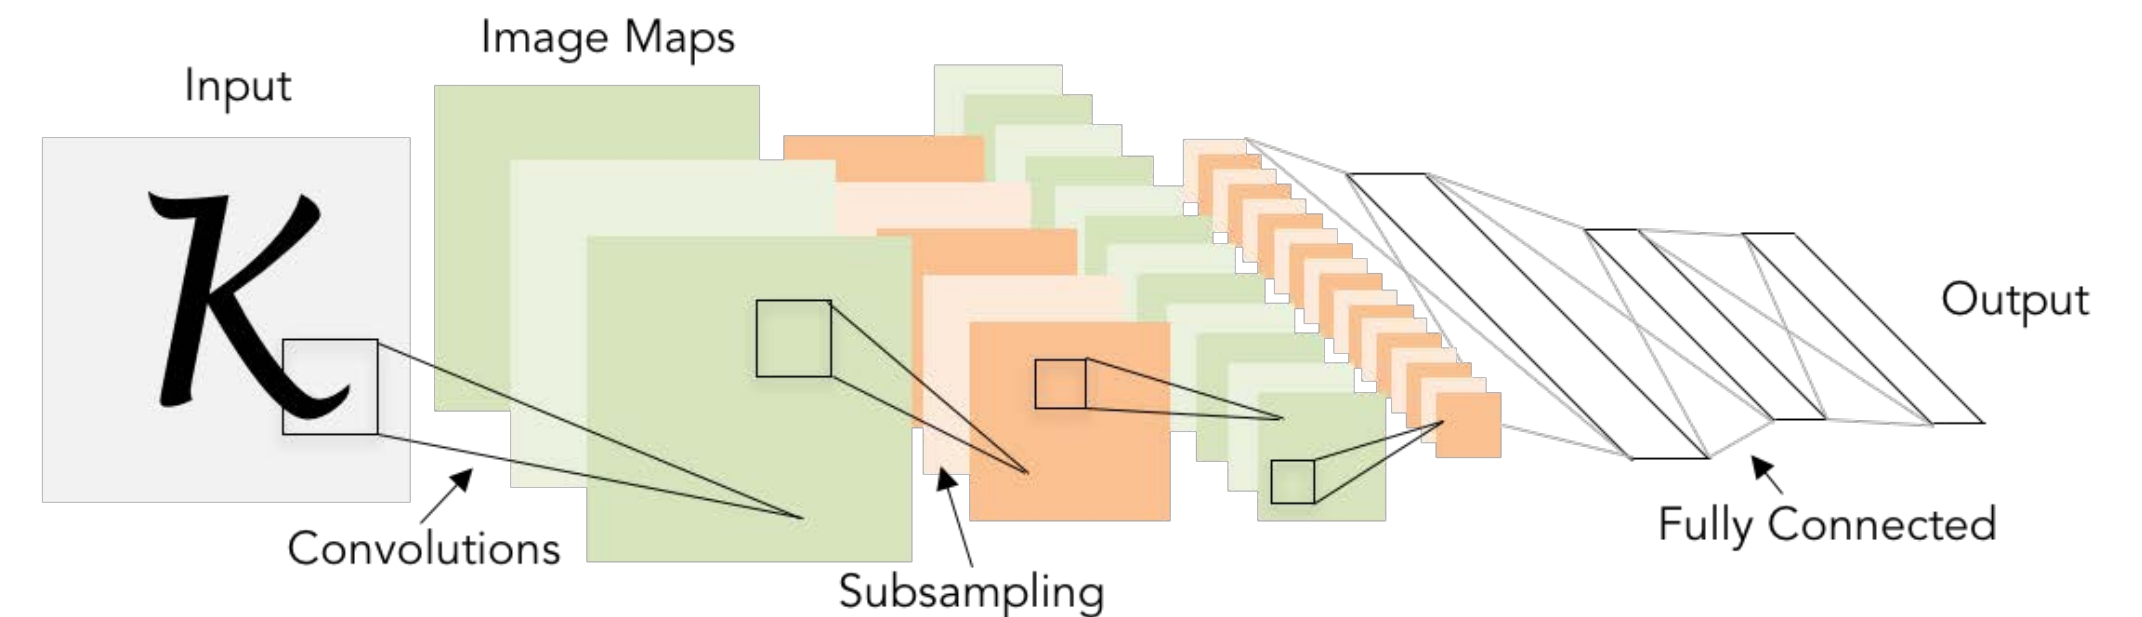 Image Maps
Input
K
Output
Convolutions
Fully Connected
Subsampling